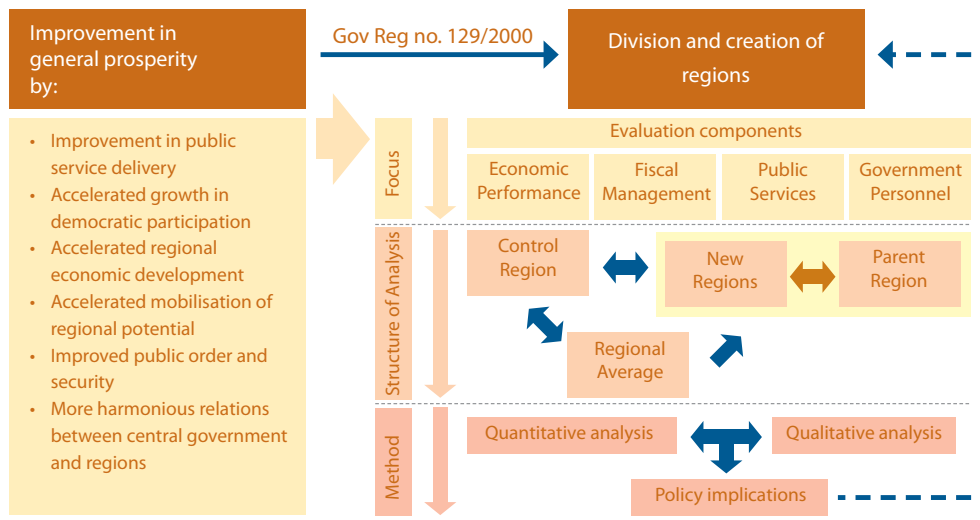 Improvement in
general prosperity
by:
Gov Reg no. 129/2000
Division and creation of
regions
• Improvement in public
service delivery
• Accelerated growth in
democratic participation
• Accelerated regional
economic development
• Accelerated mobilisation of
regional potential
• Improved public order and
security
• More harmonious relations
between central government
and regions
Focus
Evaluation components
Economic
Performance
Fiscal
Management
Public
Services
Government
Personnel
Structure of Analysis
Control
Region
New
Regions
Parent
Region
Regional
Average
Method
Quantitative analysis
Qualitative analysis
Policy implications